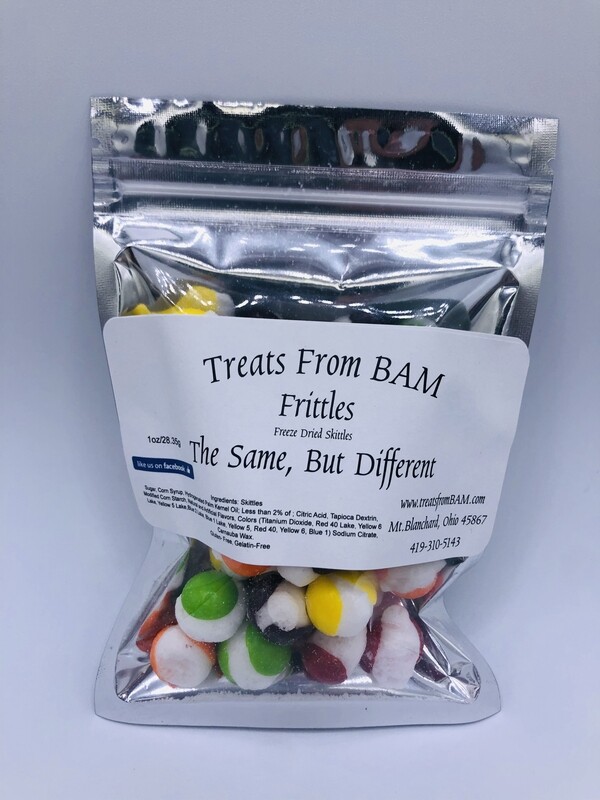 Treats From BAM
Frittles
Freeze Dried Skittles
The Same, But Different
1oz/28.35g
like us on facebook
Ingredients: Skittles
Sugar, Corn Syrup, Hydrogenated Palm Kernel Oil; Less than 2% of : Citric Acid, Tapioca Dextrin,
Modified Corn Starch, Natural and Artificial Flavors, Colors (Titanium Dioxide, Red 40 Lake, Yellow 6
Lake, Yellow 5 Lake, Blue 2 Lake, Blue 1 Lake, Yellow 5, Red 40, Yellow 6, Blue 1) Sodium Citrate,
Carnauba Wax.
Gluten-Free, Gelatin-Free
www.treatsfromBAM.com
Mt.Blanchard, Ohio 45867
419-310-5143